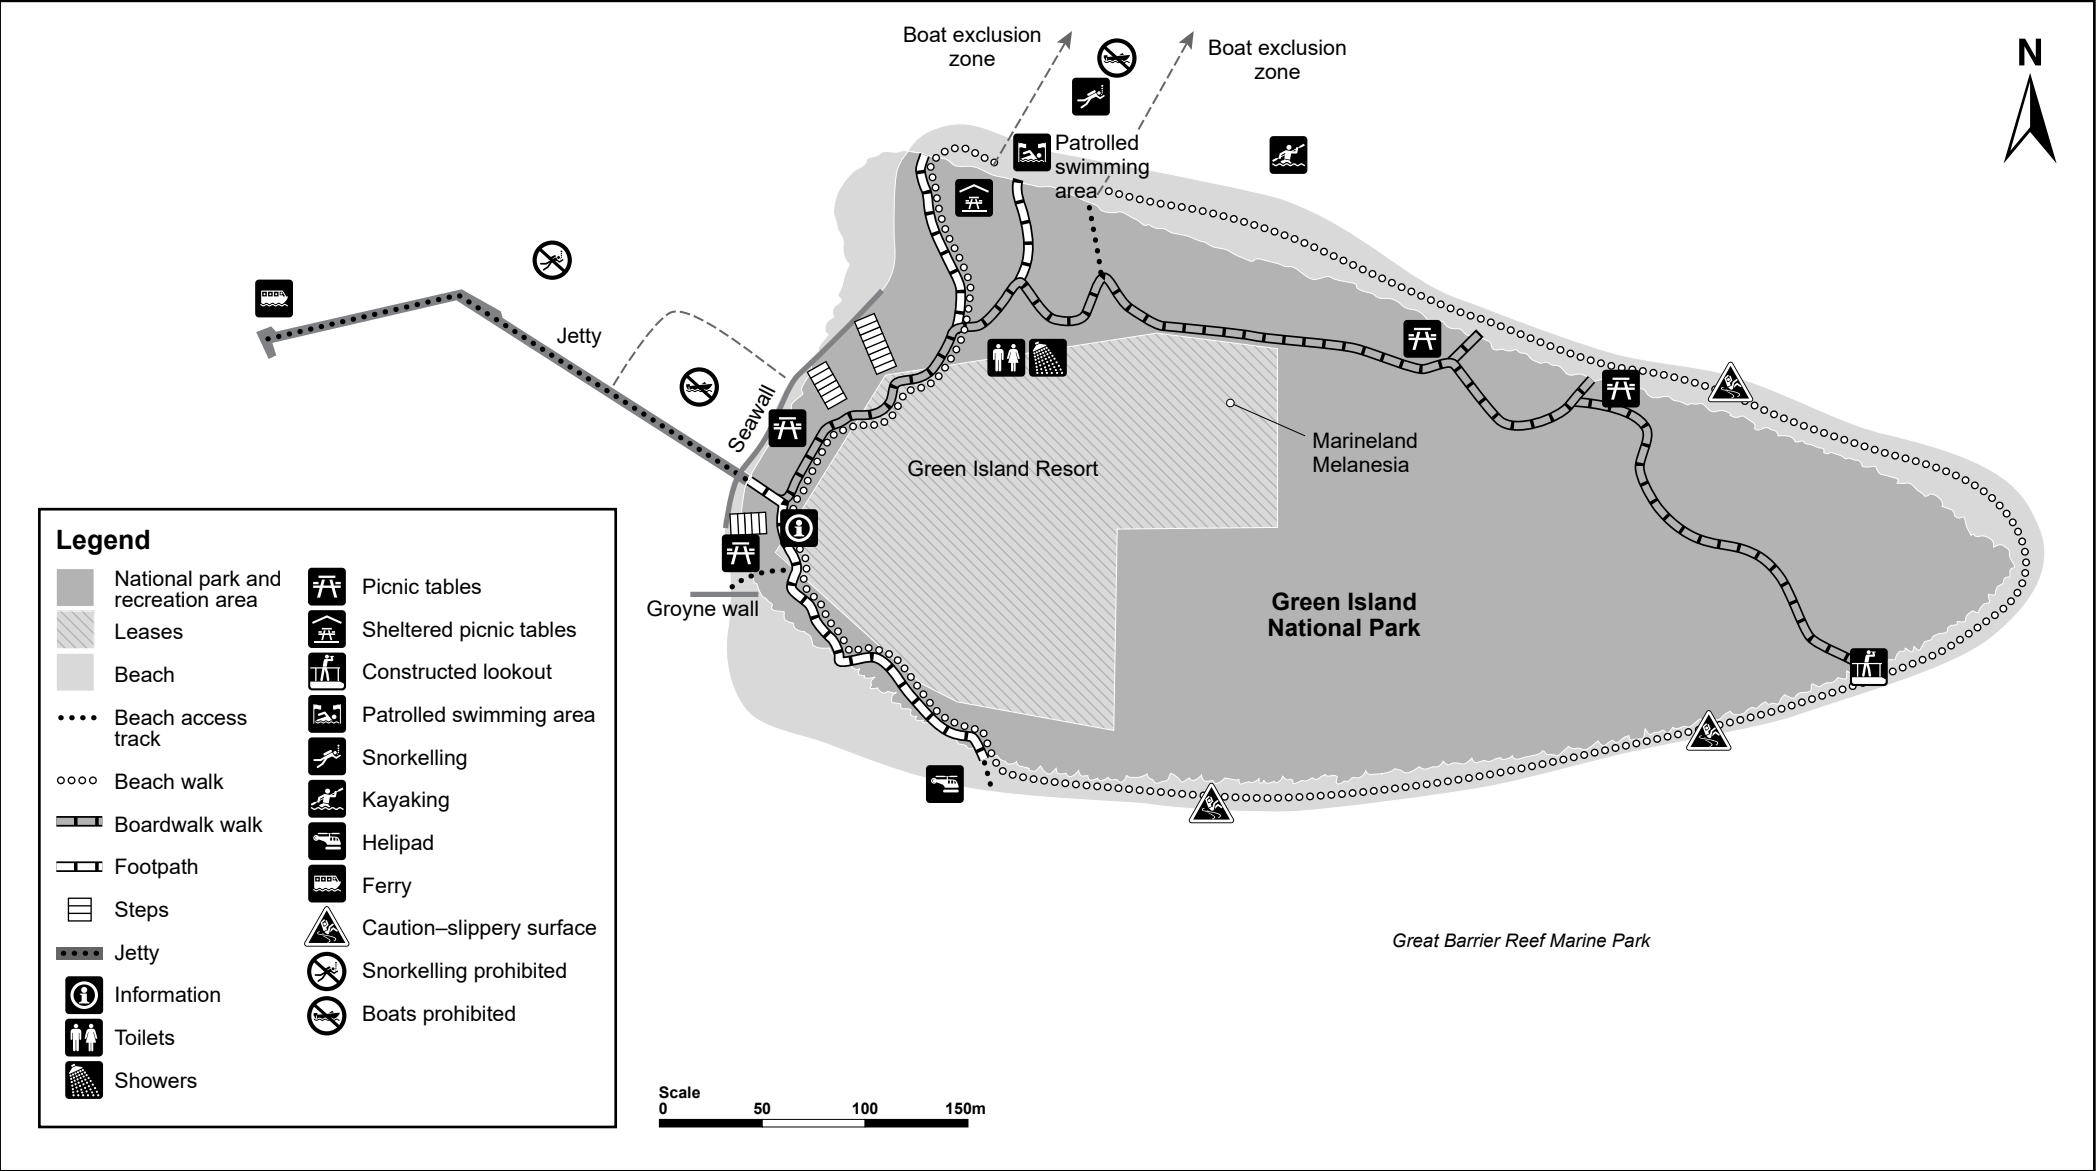 Boat exclusion
zone
Boat exclusion
zone
N
Patrolled
swimming
area
Jetty
Seawall
Marineland
Melanesia
Green Island Resort
Green Island
National Park
Groyne wall
Great Barrier Reef Marine Park
Legend
National park and
recreation area
Leases
Beach
Beach access
track
Beach walk
Boardwalk walk
Footpath
Steps
Jetty
Information
Toilets
Showers
Picnic tables
Sheltered picnic tables
Constructed lookout
Patrolled swimming area
Snorkelling
Kayaking
Helipad
Ferry
Caution–slippery surface
Snorkelling prohibited
Boats prohibited
Scale
0 50 100 150m